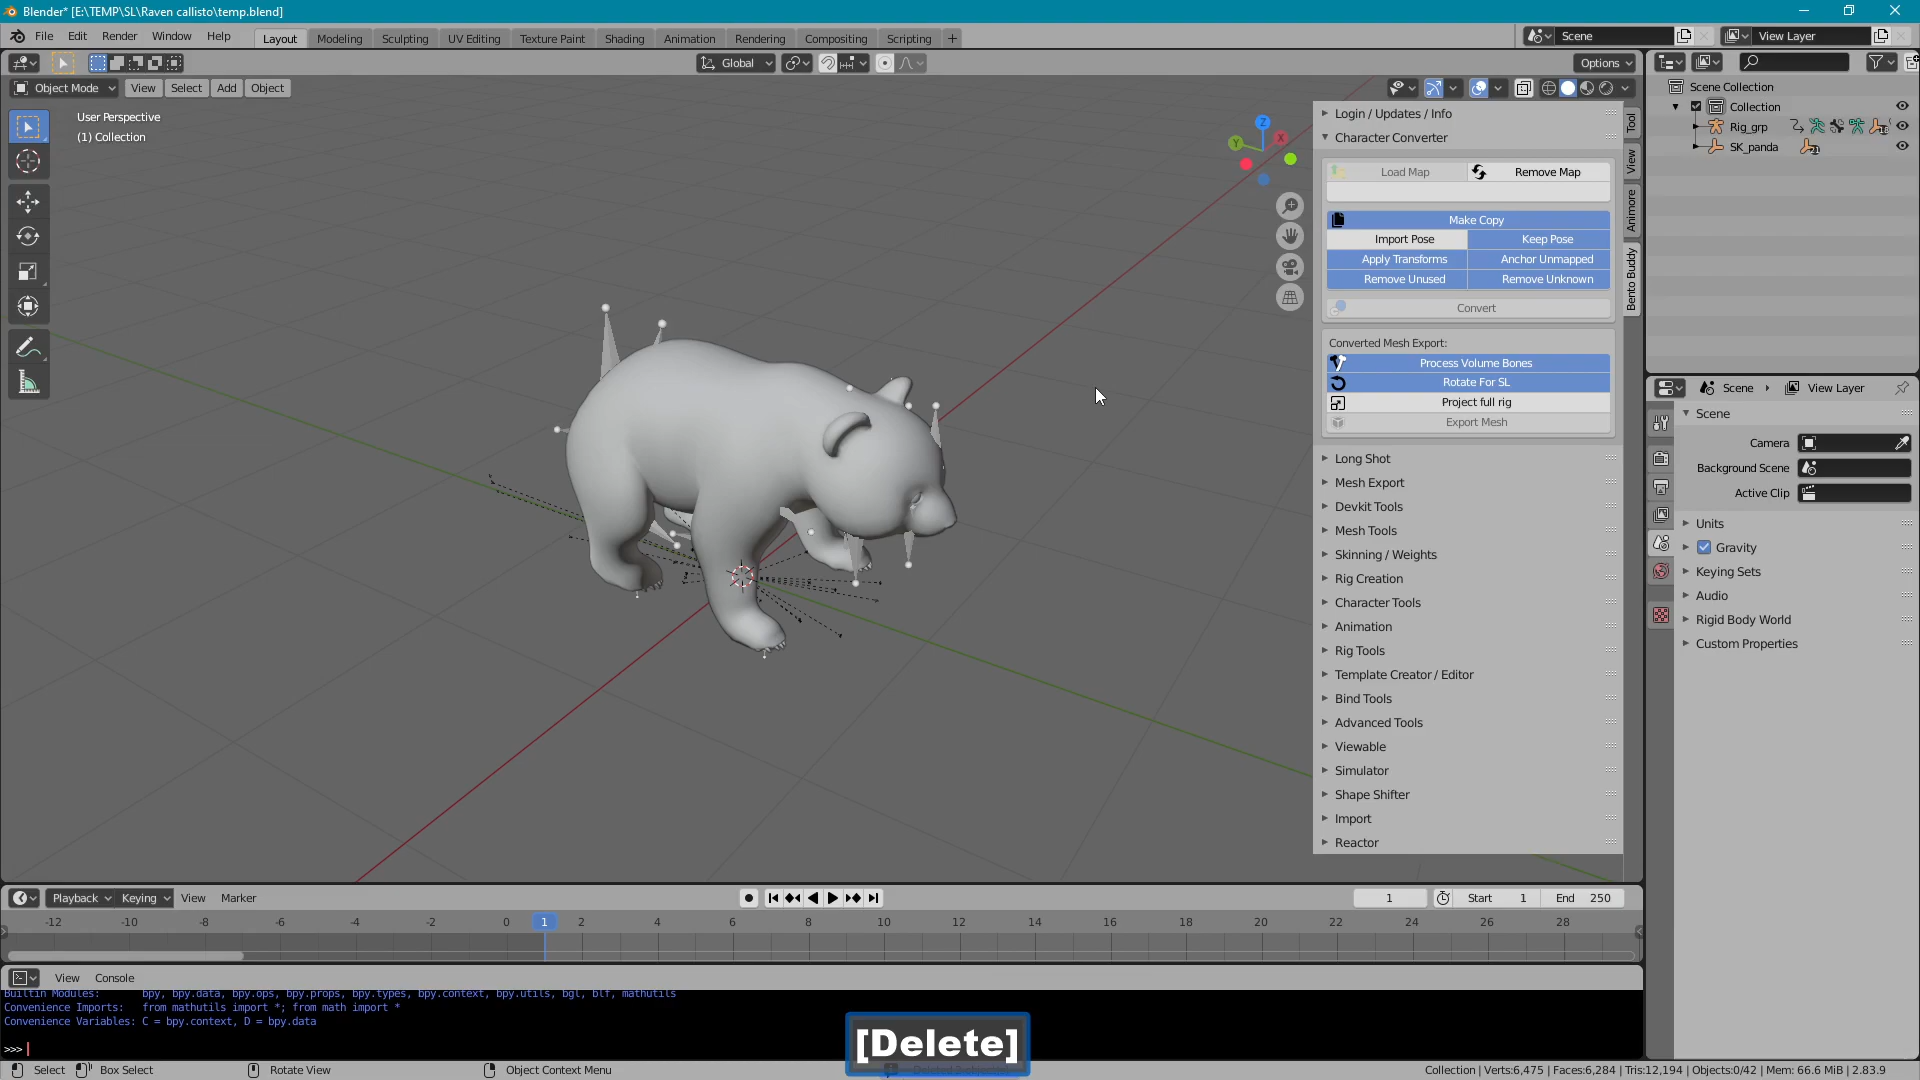 Blender* [E:\TEMP\SL\Raven callisto\temp.blend]
File Edit Render Window Help
Layout Modeling Sculpting UV Editing Texture Paint Shading Animation Rendering Compositing Scripting +
Scene
View Layer
Global
Options
Object Mode View Select Add Object
User Perspective
(1) Collection
Z
Y
X
Login / Updates / Info
Character Converter
Load Map Remove Map
Make Copy
Import Pose Keep Pose
Apply Transforms Anchor Unmapped
Remove Unused Remove Unknown
Convert
Converted Mesh Export:
Process Volume Bones
Rotate For SL
Project full rig
Export Mesh
Long Shot
Mesh Export
Devkit Tools
Mesh Tools
Skinning / Weights
Rig Creation
Character Tools
Animation
Rig Tools
Template Creator / Editor
Bind Tools
Advanced Tools
Viewable
Simulator
Shape Shifter
Import
Reactor
Tool
View
Animore
Bento Buddy
Scene Collection
Collection
Rig_grp
SK_panda
21
Scene View Layer
Scene
Camera
Background Scene
Active Clip
Units
Gravity
Keying Sets
Audio
Rigid Body World
Custom Properties
Playback Keying View Marker
1 Start 1 End 250
-12 -10 -8 -6 -4 -2 0 1 2 4 6 8 10 12 14 16 18 20 22 24 26 28
View Console
Builtin Modules: bpy, bpy.data, bpy.ops, bpy.props, bpy.types, bpy.context, bpy.utils, bgl, blf, mathutils
Convenience Imports: from mathutils import *; from math import *
Convenience Variables: C = bpy.context, D = bpy.data
>>>
[Delete]
Select Box Select Rotate View Object Context Menu
Collection | Verts:6,475 | Faces:6,284 | Tris:12,194 | Objects:0/42 | Mem: 66.6 MiB | 2.83.9